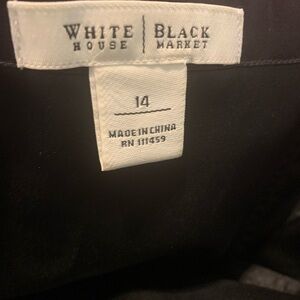 WHITE | BLACK
HOUSE | MARKET
14
MADE IN CHINA
RN 111459